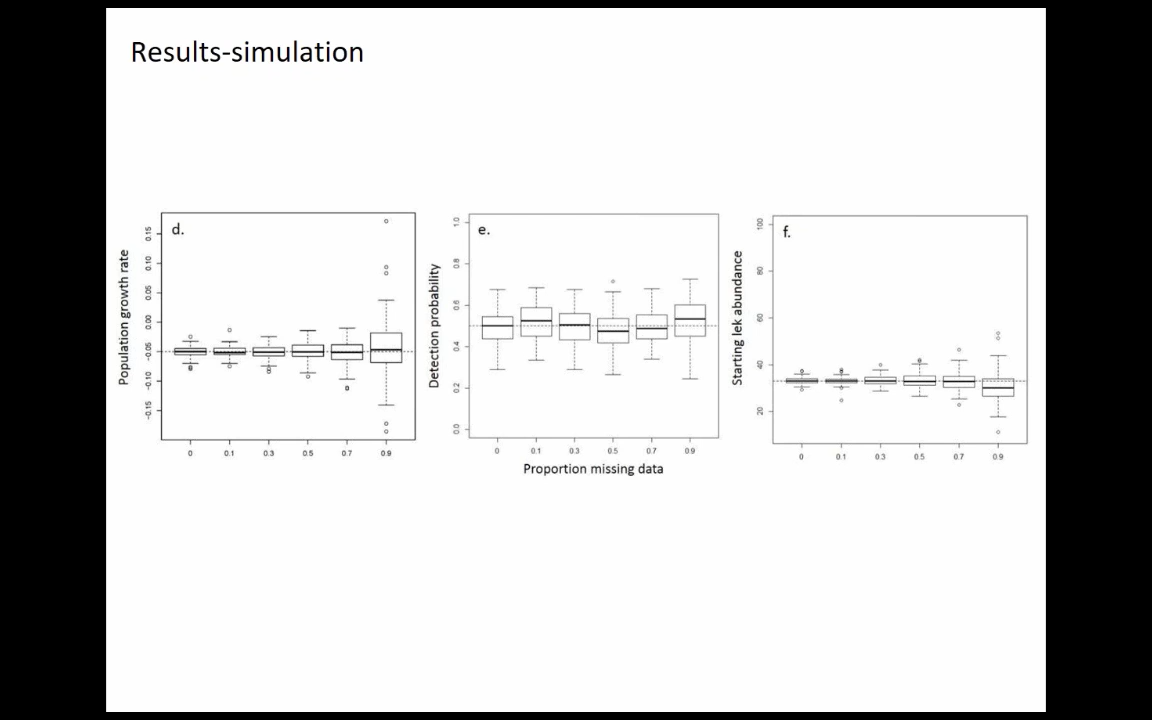 Results-simulation
d.
Population growth rate
0.15
0.10
0.05
0.00
-0.05
-0.10
-0.15
0 0.1 0.3 0.5 0.7 0.9
e.
Detection probability
1.0
0.8
0.6
0.4
0.2
0.0
0 0.1 0.3 0.5 0.7 0.9
Proportion missing data
f.
Starting lek abundance
100
80
60
40
20
0 0.1 0.3 0.5 0.7 0.9